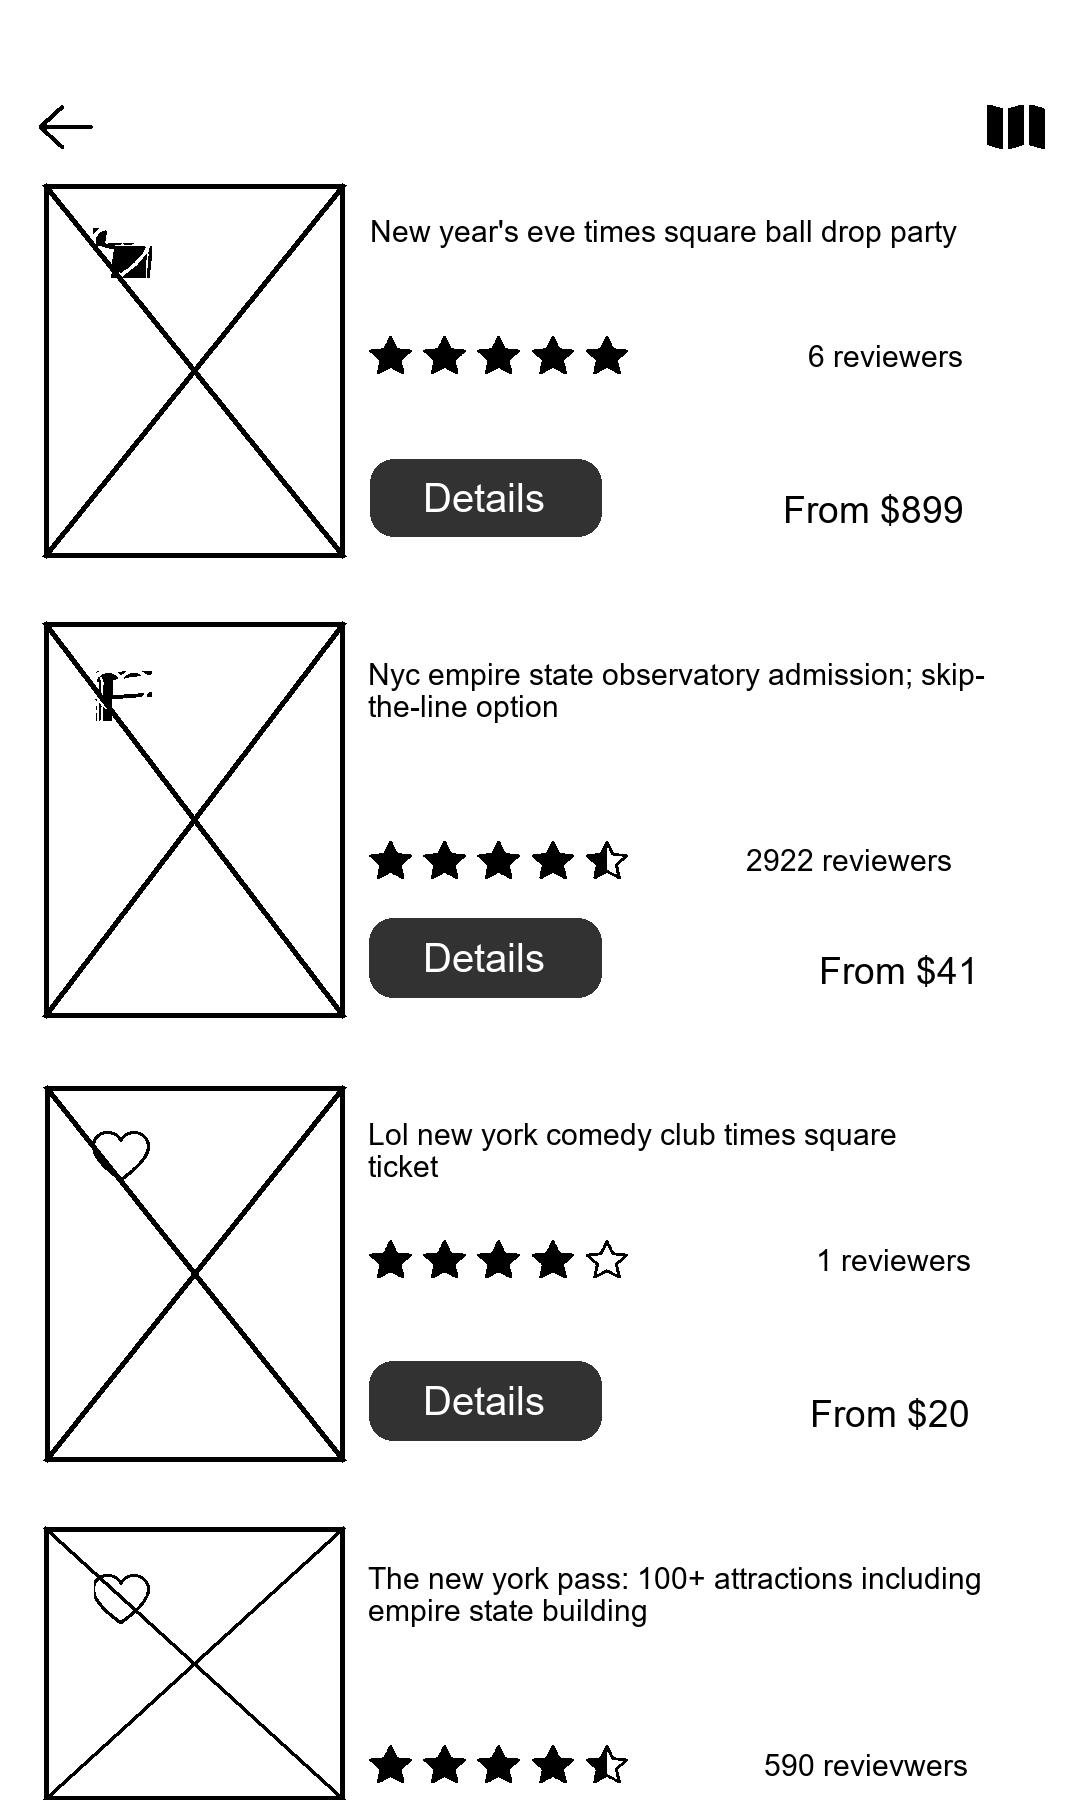 New year's eve times square ball drop party
6 reviewers
Details
From $899
Nyc empire state observatory admission; skip-
the-line option
2922 reviewers
Details
From $41
Lol new york comedy club times square
ticket
1 reviewers
Details
From $20
The new york pass: 100+ attractions including
empire state building
590 revievwers